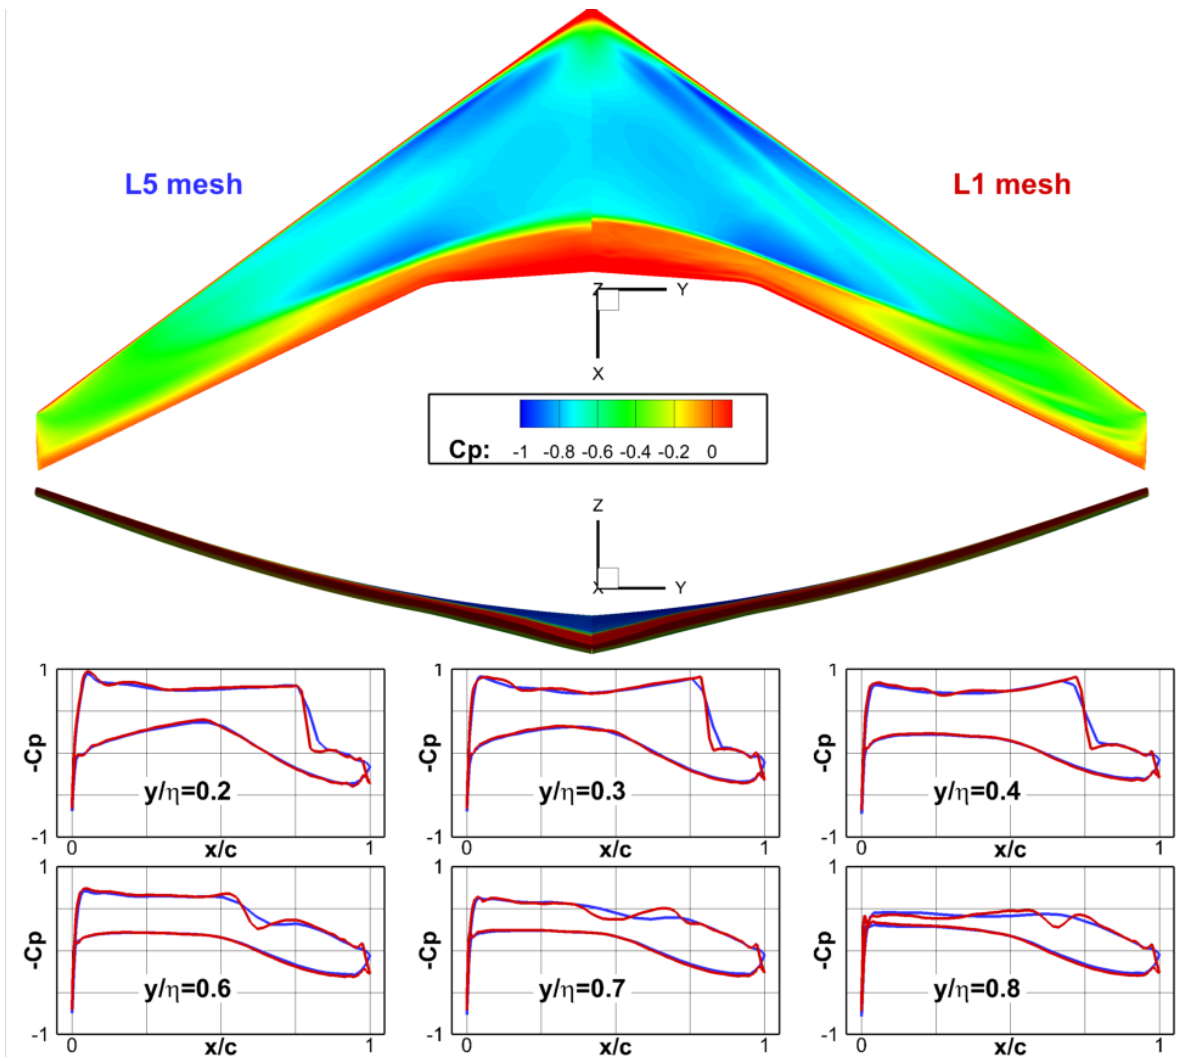 L5 mesh
L1 mesh
Z
Y
X
Cp:
-1 -0.8 -0.6 -0.4 -0.2 0
Z
X
Y
1
-Cp
y/η=0.2
-1
0
x/c
1
1
-Cp
y/η=0.3
-1
0
x/c
1
1
-Cp
y/η=0.4
-1
0
x/c
1
1
-Cp
y/η=0.6
-1
0
x/c
1
1
-Cp
y/η=0.7
-1
0
x/c
1
1
-Cp
y/η=0.8
-1
0
x/c
1